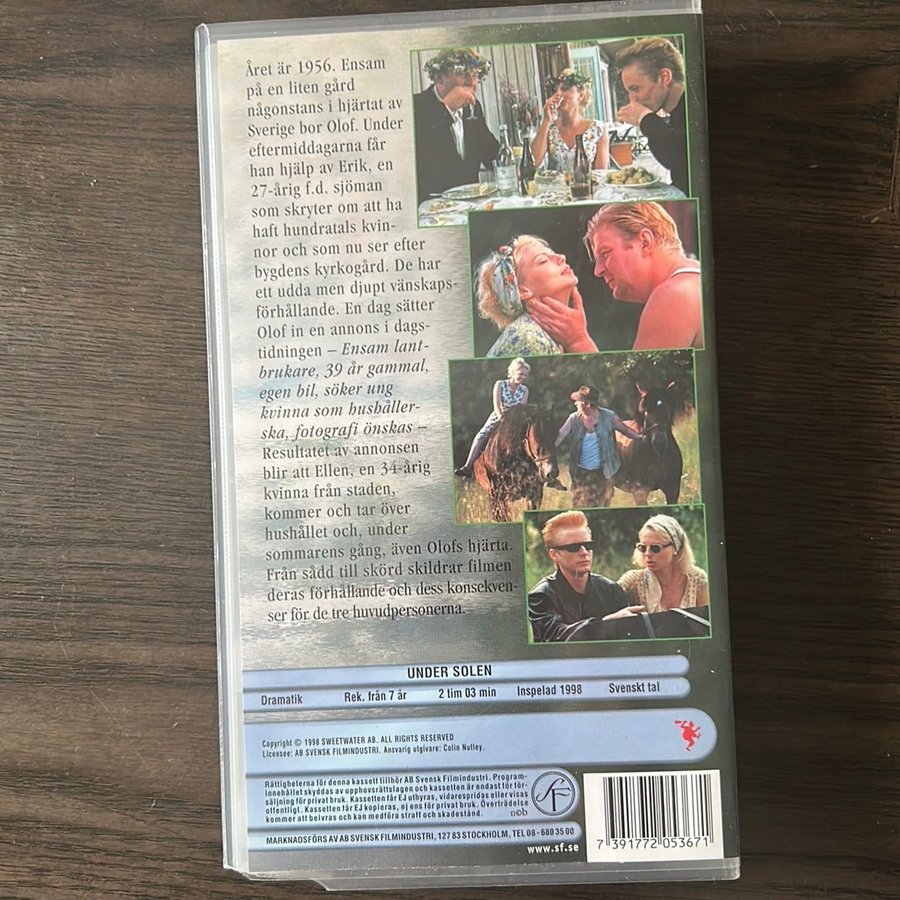 Året är 1956. Ensam
på en liten gård
någonstans i hjärtat av
Sverige bor Olof. Under
eftermiddagarna får
han hjälp av Erik, en
27-årig f.d. sjöman
som skryter om att ha
haft hundratals kvin-
nor och som nu ser efter
bygdens kyrkogård. De har
ett udda men djupt vänskaps-
förhållande. En dag sätter
Olof in en annons i dags-
tidningen – Ensam lant-
brukare, 39 år gammal,
egen bil, söker ung
kvinna som hushåller-
ska, fotografi önskas –
Resultatet av annonsen
blir att Ellen, en 34-årig
kvinna från staden,
kommer och tar över
hushållet och, under
sommarens gång, även Olofs hjärta.
Från sådd till skörd skildrar filmen
deras förhållande och dess konsekven-
ser för de tre huvudpersonerna.
UNDER SOLEN
Dramatik Rek. från 7 år 2 tim 03 min Inspelad 1998 Svenskt tal
Copyright © 1998 SWEETWATER AB. ALL RIGHTS RESERVED
Licensee: AB SVENSK FILMINDUSTRI. Ansvarig utgivare: Colin Nutley.
Rättigheterna för denna kassett tillhör AB Svensk Filmindustri. Program-
innehållet skyddas av upphovsrättslagen och kassetten är endast för för-
säljning för privat bruk. Kassetten får EJ uthyras, vidarespridas eller visas
offentligt. Kassetten får EJ kopieras, ej ens för privat bruk. Överträdelse
kommer att beivras och kan medföra straff och skadestånd.
SF
n©b
MARKNADSFÖRS AV AB SVENSK FILMINDUSTRI, 127 83 STOCKHOLM, TEL 08 - 680 35 00
www.sf.se
7 391772 053671